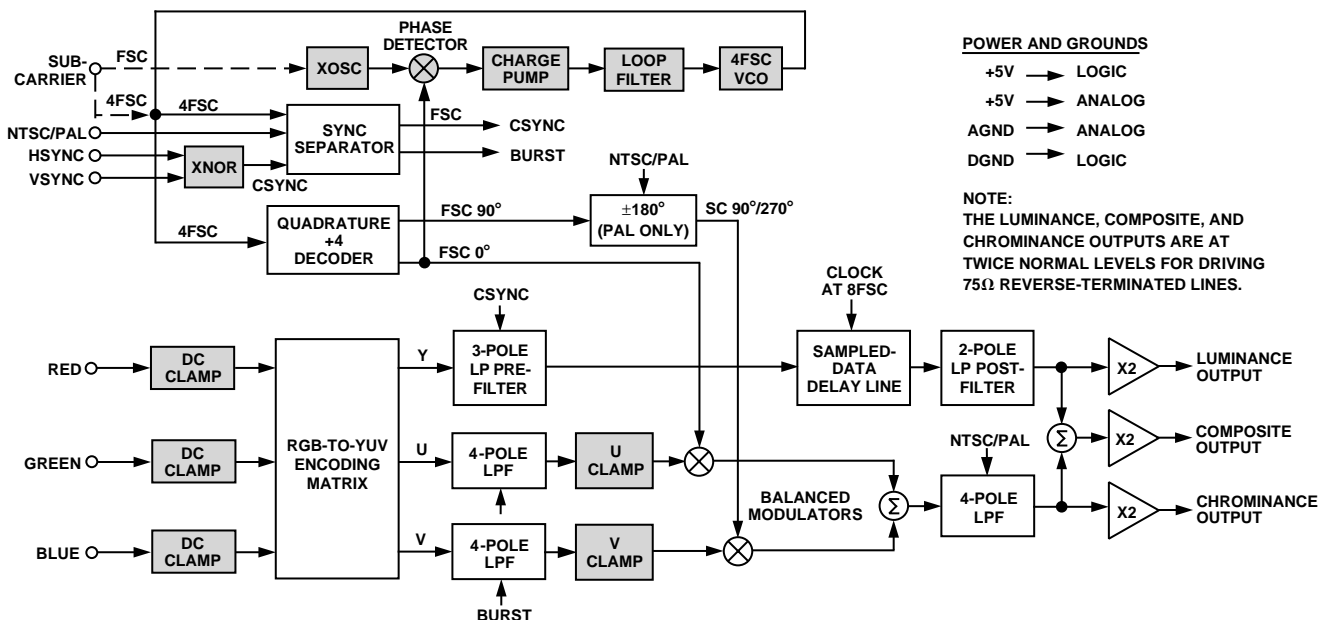 PHASE
DETECTOR
POWER AND GROUNDS
SUB-
CARRIER
FSC
XOSC
CHARGE
PUMP
LOOP
FILTER
4FSC
VCO
+5V
LOGIC
+5V
ANALOG
AGND
ANALOG
DGND
LOGIC
4FSC
4FSC
NTSC/PAL
HSYNC
VSYNC
XNOR
CSYNC
SYNC
SEPARATOR
FSC
CSYNC
BURST
NTSC/PAL
NOTE:
THE LUMINANCE, COMPOSITE, AND
CHROMINANCE OUTPUTS ARE AT
TWICE NORMAL LEVELS FOR DRIVING
75Ω REVERSE-TERMINATED LINES.
4FSC
QUADRATURE
+4
DECODER
FSC 90°
FSC 0°
±180°
(PAL ONLY)
SC 90°/270°
CSYNC
CLOCK
AT 8FSC
RED
DC
CLAMP
RGB-TO-YUV
ENCODING
MATRIX
Y
3-POLE
LP PRE-
FILTER
SAMPLED-
DATA
DELAY LINE
2-POLE
LP POST-
FILTER
X2
LUMINANCE
OUTPUT
GREEN
DC
CLAMP
U
4-POLE
LPF
U
CLAMP
NTSC/PAL
Σ
X2
COMPOSITE
OUTPUT
BALANCED
MODULATORS
Σ
4-POLE
LPF
X2
CHROMINANCE
OUTPUT
BLUE
DC
CLAMP
V
4-POLE
LPF
V
CLAMP
BURST